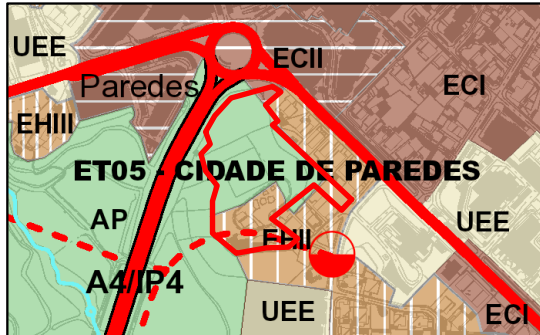 UEE
ECII
Paredes
ECI
EHIII
ET05 - CIDADE DE PAREDES
AP
UEE
EHII
A4/IP4
UEE
ECI